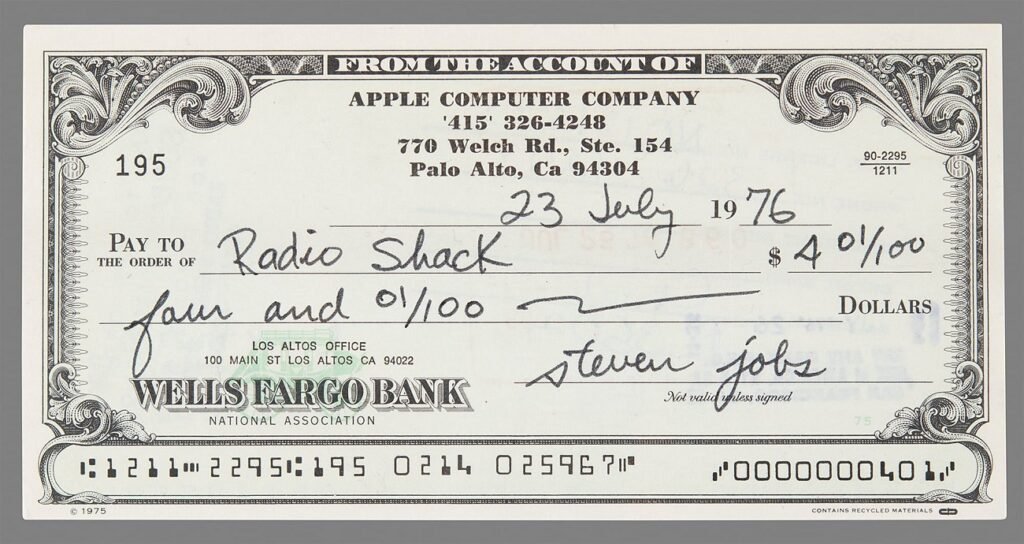 FROM THE ACCOUNT OF
APPLE COMPUTER COMPANY
'415' 326-4248
770 Welch Rd., Ste. 154
Palo Alto, Ca 94304
195
90-2295
1211
23 July 1976
PAY TO
THE ORDER OF Radio Shack $ 4 01/100
four and 01/100 DOLLARS
LOS ALTOS OFFICE
100 MAIN ST LOS ALTOS CA 94022
WELLS FARGO BANK
NATIONAL ASSOCIATION
steven jobs
Not valid unless signed
75
⑆1211⑉2295⑆195 0214 025967⑈ ⑇0000000401⑇
© 1975
CONTAINS RECYCLED MATERIALS